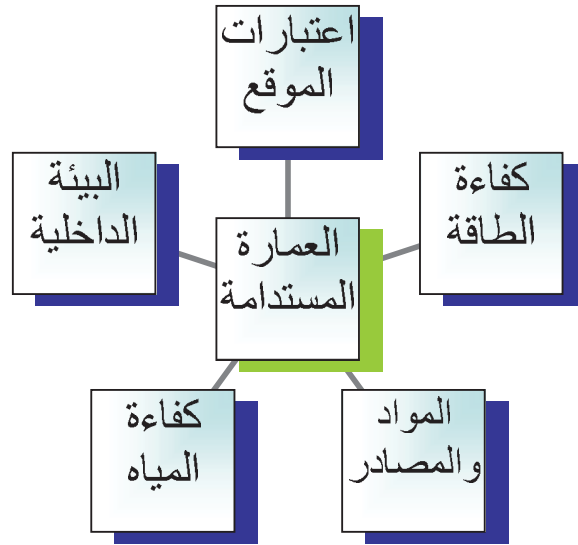 اعتبارات
الموقع
كفاءة
الطاقة
البيئة
الداخلية
العمارة
المستدامة
المواد
والمصادر
كفاءة
المياه